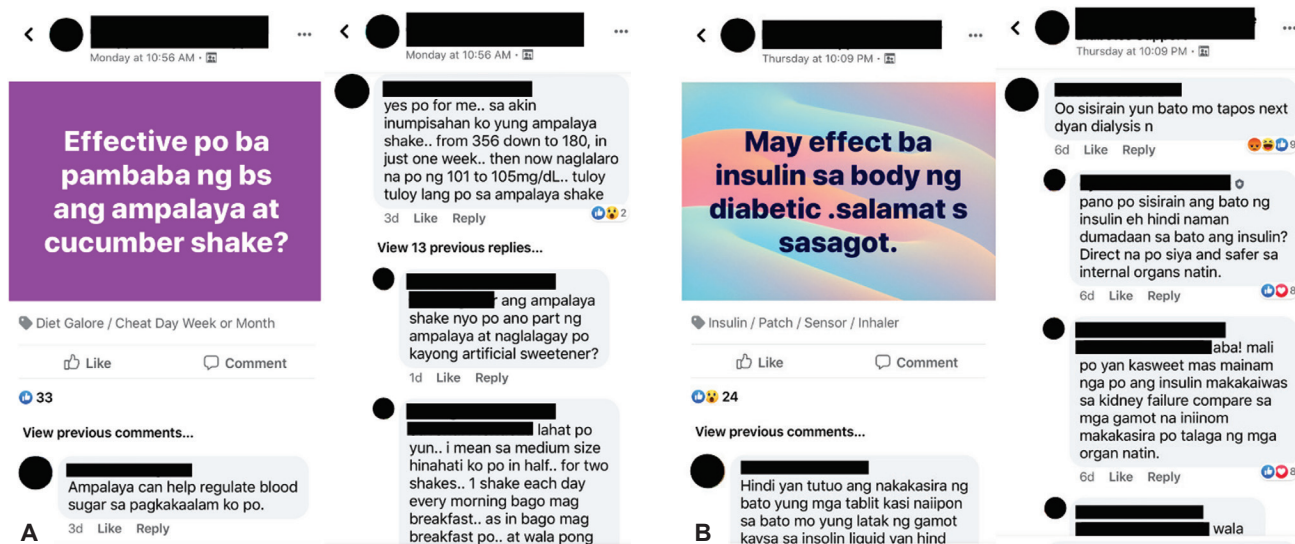 Monday at 10:56 AM
Effective po ba
pambaba ng bs
ang ampalaya at
cucumber shake?
Diet Galore / Cheat Day Week or Month
Like
Comment
33
View previous comments...
Ampalaya can help regulate blood
sugar sa pagkakaalam ko po.
3d Like Reply
A
Monday at 10:56 AM
yes po for me.. sa akin
inumpisahan ko yung ampalaya
shake.. from 356 down to 180, in
just one week.. then now naglalaro
na po ng 101 to 105mg/dL.. tuloy
tuloy lang po sa ampalaya shake
3d Like Reply
2
View 13 previous replies...
ang ampalaya
shake nyo po ano part ng
ampalaya at naglalagay po
kayong artificial sweetener?
1d Like Reply
lahat po
yun.. i mean sa medium size
hinahati ko po in half.. for two
shakes.. 1 shake each day
every morning bago mag
breakfast.. as in bago mag
breakfast po.. at wala pong
Thursday at 10:09 PM
May effect ba
insulin sa body ng
diabetic .salamat s
sasagot.
Insulin / Patch / Sensor / Inhaler
Like
Comment
24
View previous comments...
Hindi yan tutuo ang nakakasira ng
bato yung mga tablit kasi naiipon
sa bato mo yung latak ng gamot
kaysa sa insolin liquid yan hind
B
Thursday at 10:09 PM
Oo sisirain yun bato mo tapos next
dyan dialysis n
6d Like Reply
9
pano po sisirain ang bato ng
insulin eh hindi naman
dumadaan sa bato ang insulin?
Direct na po siya and safer sa
internal organs natin.
6d Like Reply
8
aba! mali
po yan kasweet mas mainam
nga po ang insulin makakaiwas
sa kidney failure compare sa
mga gamot na iniinom
makakasira po talaga ng mga
organ natin.
6d Like Reply
8
wala